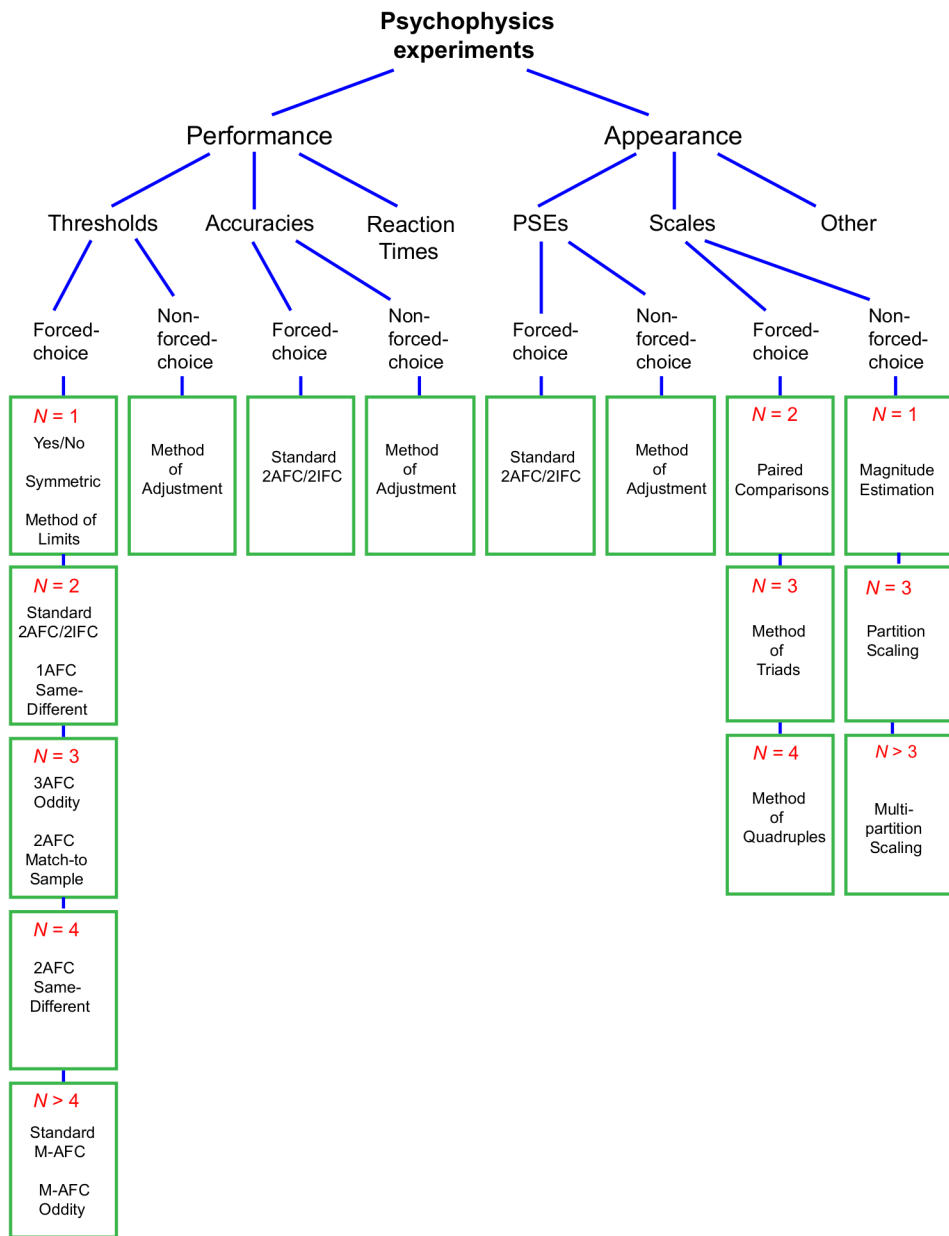 Psychophysics
experiments
Performance
Appearance
Thresholds
Accuracies
Reaction
Times
PSEs
Scales
Other
Forced-
choice
Non-
forced-choice
Forced-
choice
Non-
forced-choice
Forced-
choice
Non-
forced-choice
Forced-
choice
Non-
forced-
choice
N = 1
Yes/No
Symmetric
Method of
Limits
Method
of
Adjustment
Standard
2AFC/2IFC
Method
of
Adjustment
Standard
2AFC/2IFC
Method
of
Adjustment
N = 2
Paired
Comparisons
N = 1
Magnitude
Estimation
N = 2
Standard
2AFC/2IFC
1AFC
Same-
Different
N = 3
Method
of
Triads
N = 3
Partition
Scaling
N = 3
3AFC
Oddity
2AFC
Match-to
Sample
N = 4
Method
of
Quadruples
N > 3
Multi-
partition
Scaling
N = 4
2AFC
Same-
Different
N > 4
Standard
M-AFC
M-AFC
Oddity